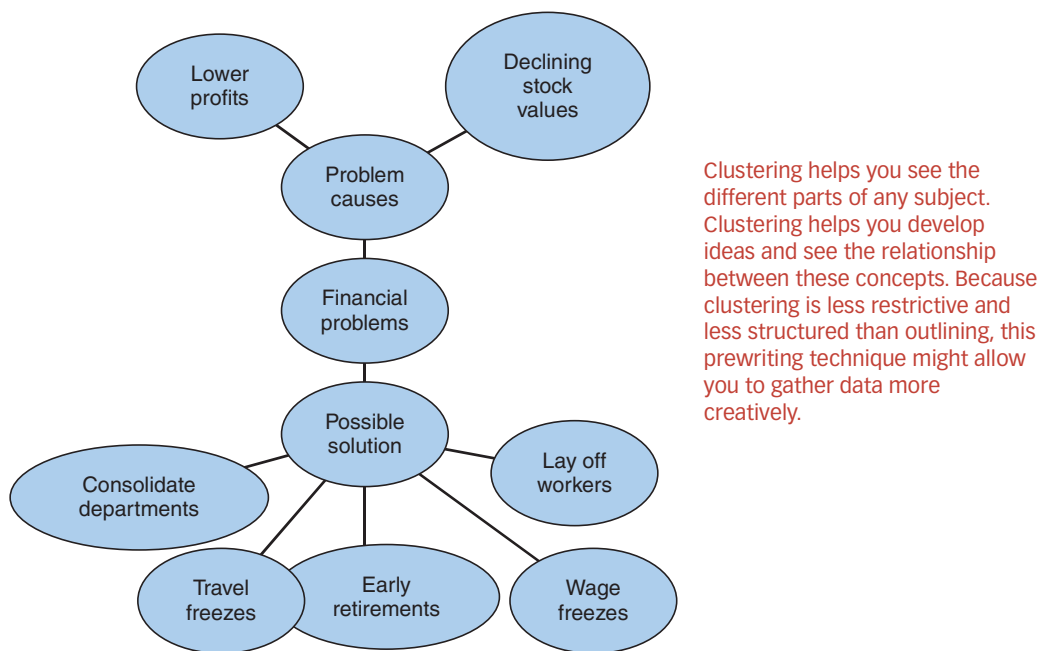 Lower
profits
Declining
stock
values
Problem
causes
Financial
problems
Possible
solution
Consolidate
departments
Lay off
workers
Travel
freezes
Early
retirements
Wage
freezes
Clustering helps you see the
different parts of any subject.
Clustering helps you develop
ideas and see the relationship
between these concepts. Because
clustering is less restrictive and
less structured than outlining, this
prewriting technique might allow
you to gather data more
creatively.